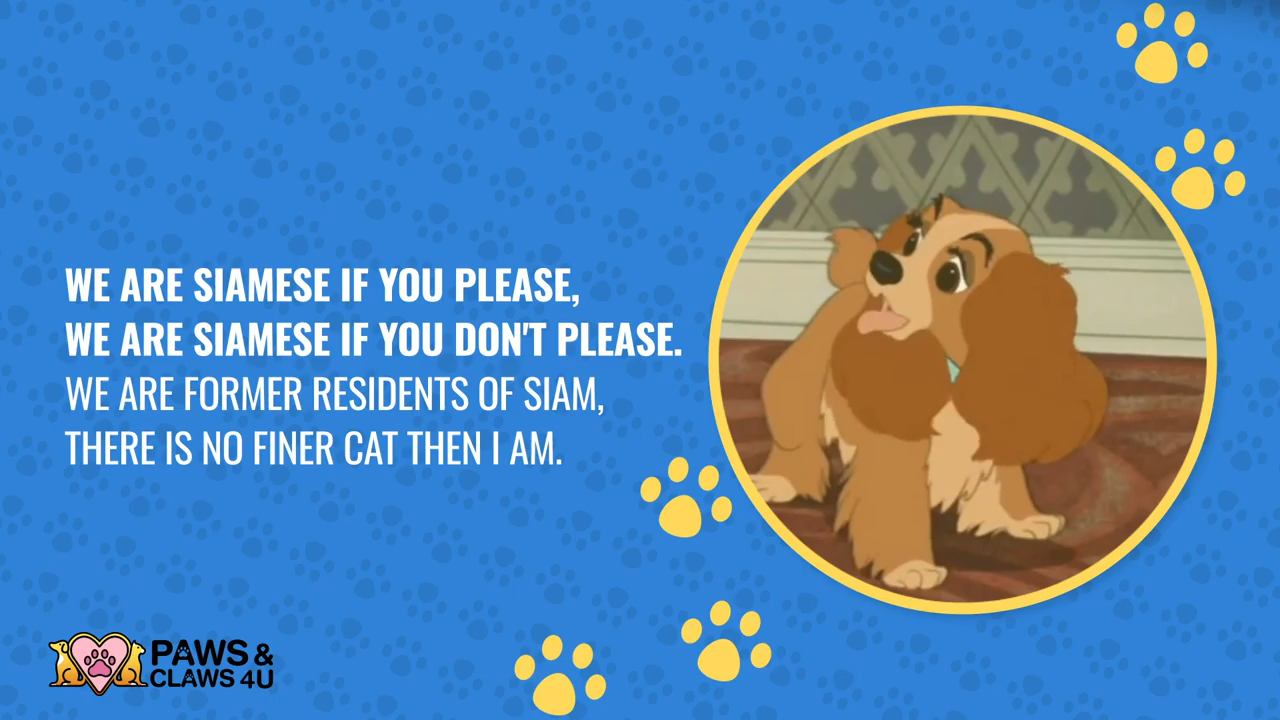 WE ARE SIAMESE IF YOU PLEASE,
WE ARE SIAMESE IF YOU DON'T PLEASE.
WE ARE FORMER RESIDENTS OF SIAM,
THERE IS NO FINER CAT THEN I AM.
PAWS &
CLAWS 4U